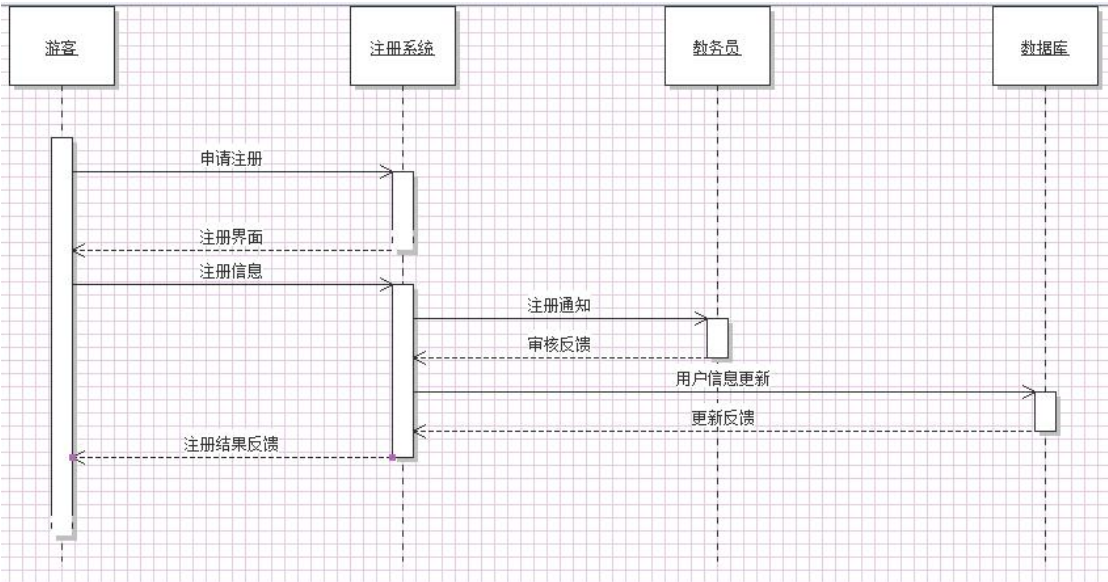 游客
注册系统
教务员
数据库
申请注册
注册界面
注册信息
注册通知
审核反馈
用户信息更新
更新反馈
注册结果反馈